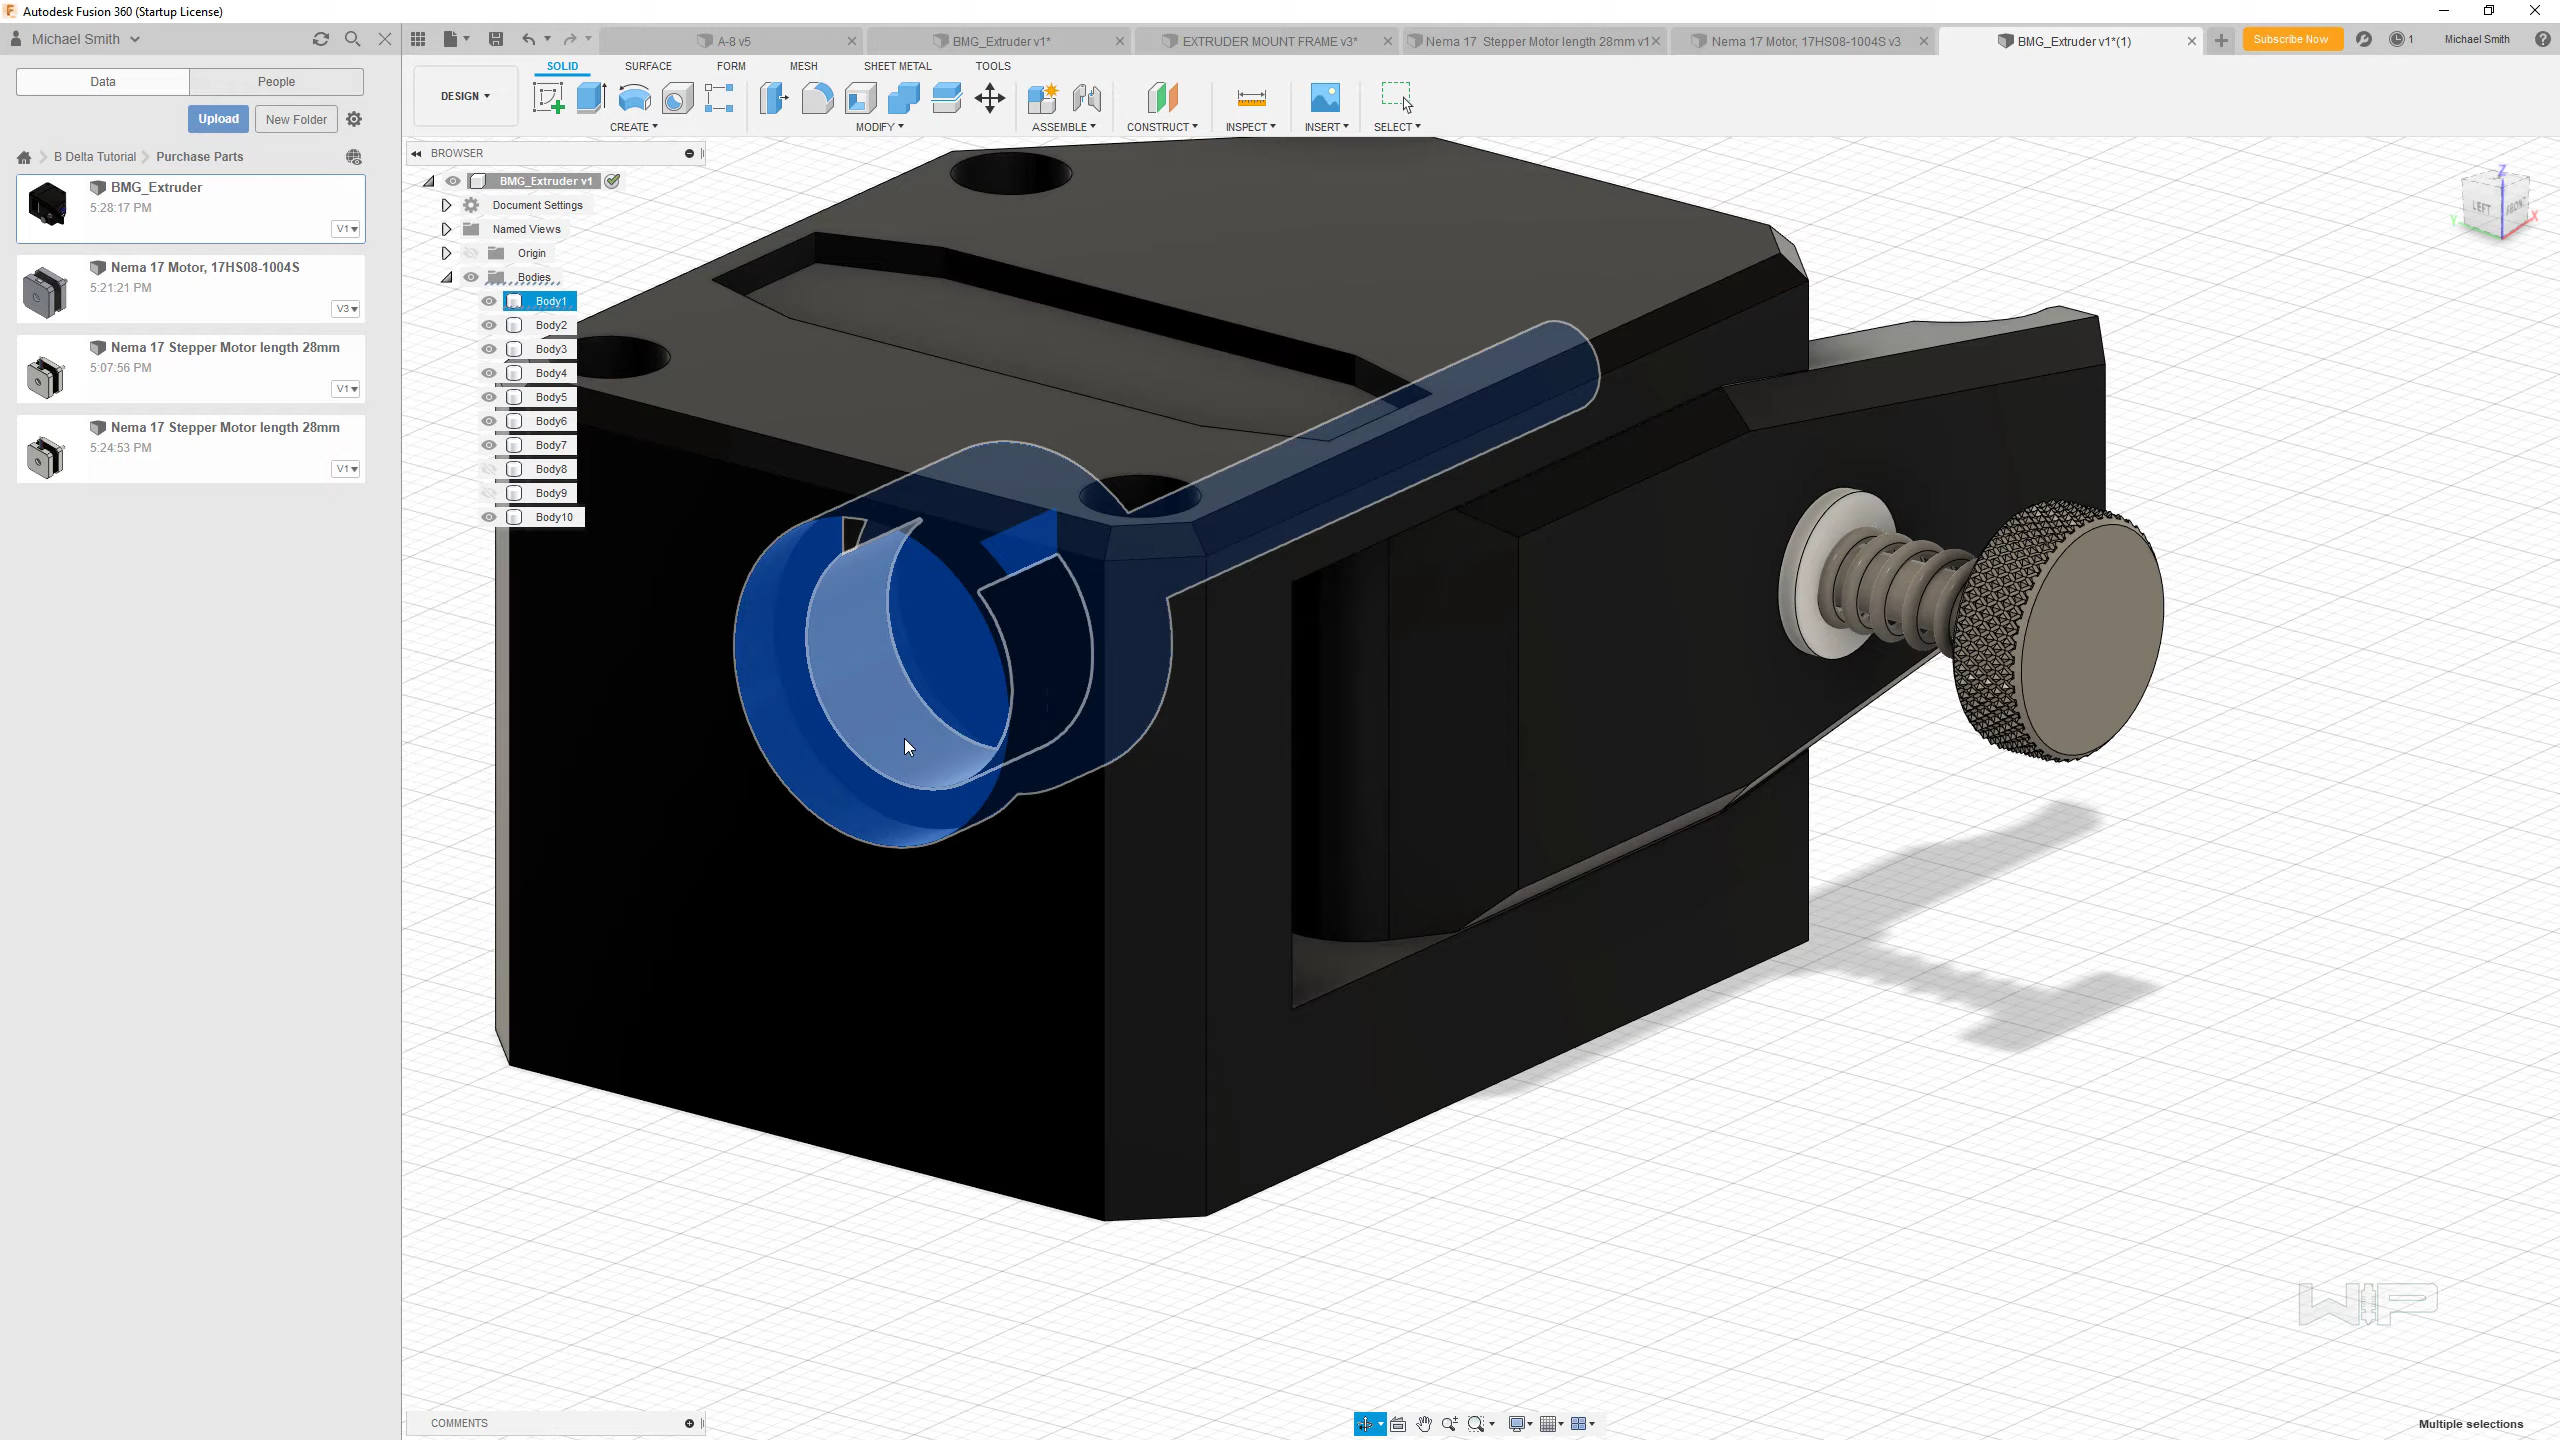 Autodesk Fusion 360 (Startup License)
Michael Smith
A-8 v5
BMG_Extruder v1*
EXTRUDER MOUNT FRAME v3*
Nema 17 Stepper Motor length 28mm v1
Nema 17 Motor, 17HS08-1004S v3
BMG_Extruder v1*(1)
Subscribe Now
1
Michael Smith
Data
People
SOLID
SURFACE
FORM
MESH
SHEET METAL
TOOLS
DESIGN
Upload
New Folder
CREATE
MODIFY
ASSEMBLE
CONSTRUCT
INSPECT
INSERT
SELECT
B Delta Tutorial
Purchase Parts
BMG_Extruder
5:28:17 PM
V1
Nema 17 Motor, 17HS08-1004S
5:21:21 PM
V3
Nema 17 Stepper Motor length 28mm
5:07:56 PM
V1
Nema 17 Stepper Motor length 28mm
5:24:53 PM
V1
BROWSER
BMG_Extruder v1
Document Settings
Named Views
Origin
Bodies
Body1
Body2
Body3
Body4
Body5
Body6
Body7
Body8
Body9
Body10
Z
LEFT
FRONT
Y
X
WIP
COMMENTS
Multiple selections